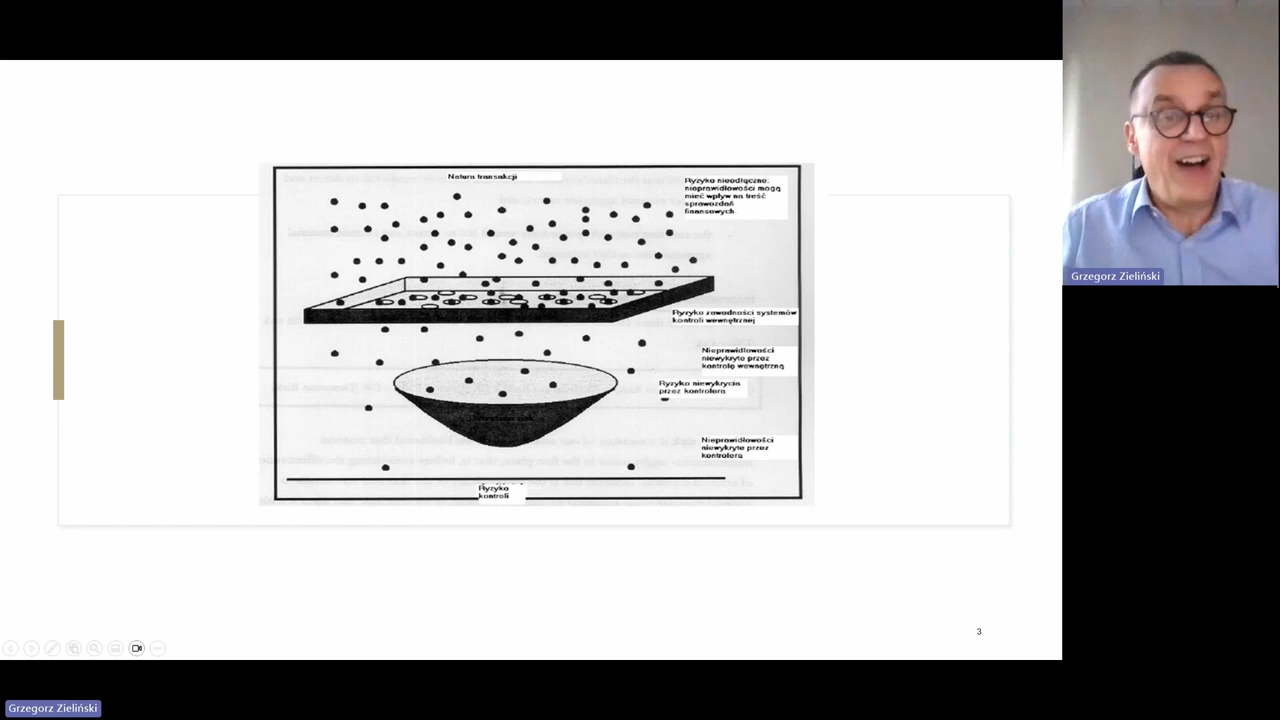 Natura transakcji
Ryzyko nieodłączne:
nieprawidłowości mogą
mieć wpływ na treść
sprawozdań
finansowych.
Ryzyko zawodności systemów
kontroli wewnętrznej
Nieprawidłowości
niewykryte przez
kontrolę wewnętrzną
Ryzyko niewykrycia
przez kontrolera
Nieprawidłowości
niewykryte przez
kontrolera
Ryzyko
kontroli
3
Grzegorz Zieliński
Grzegorz Zieliński